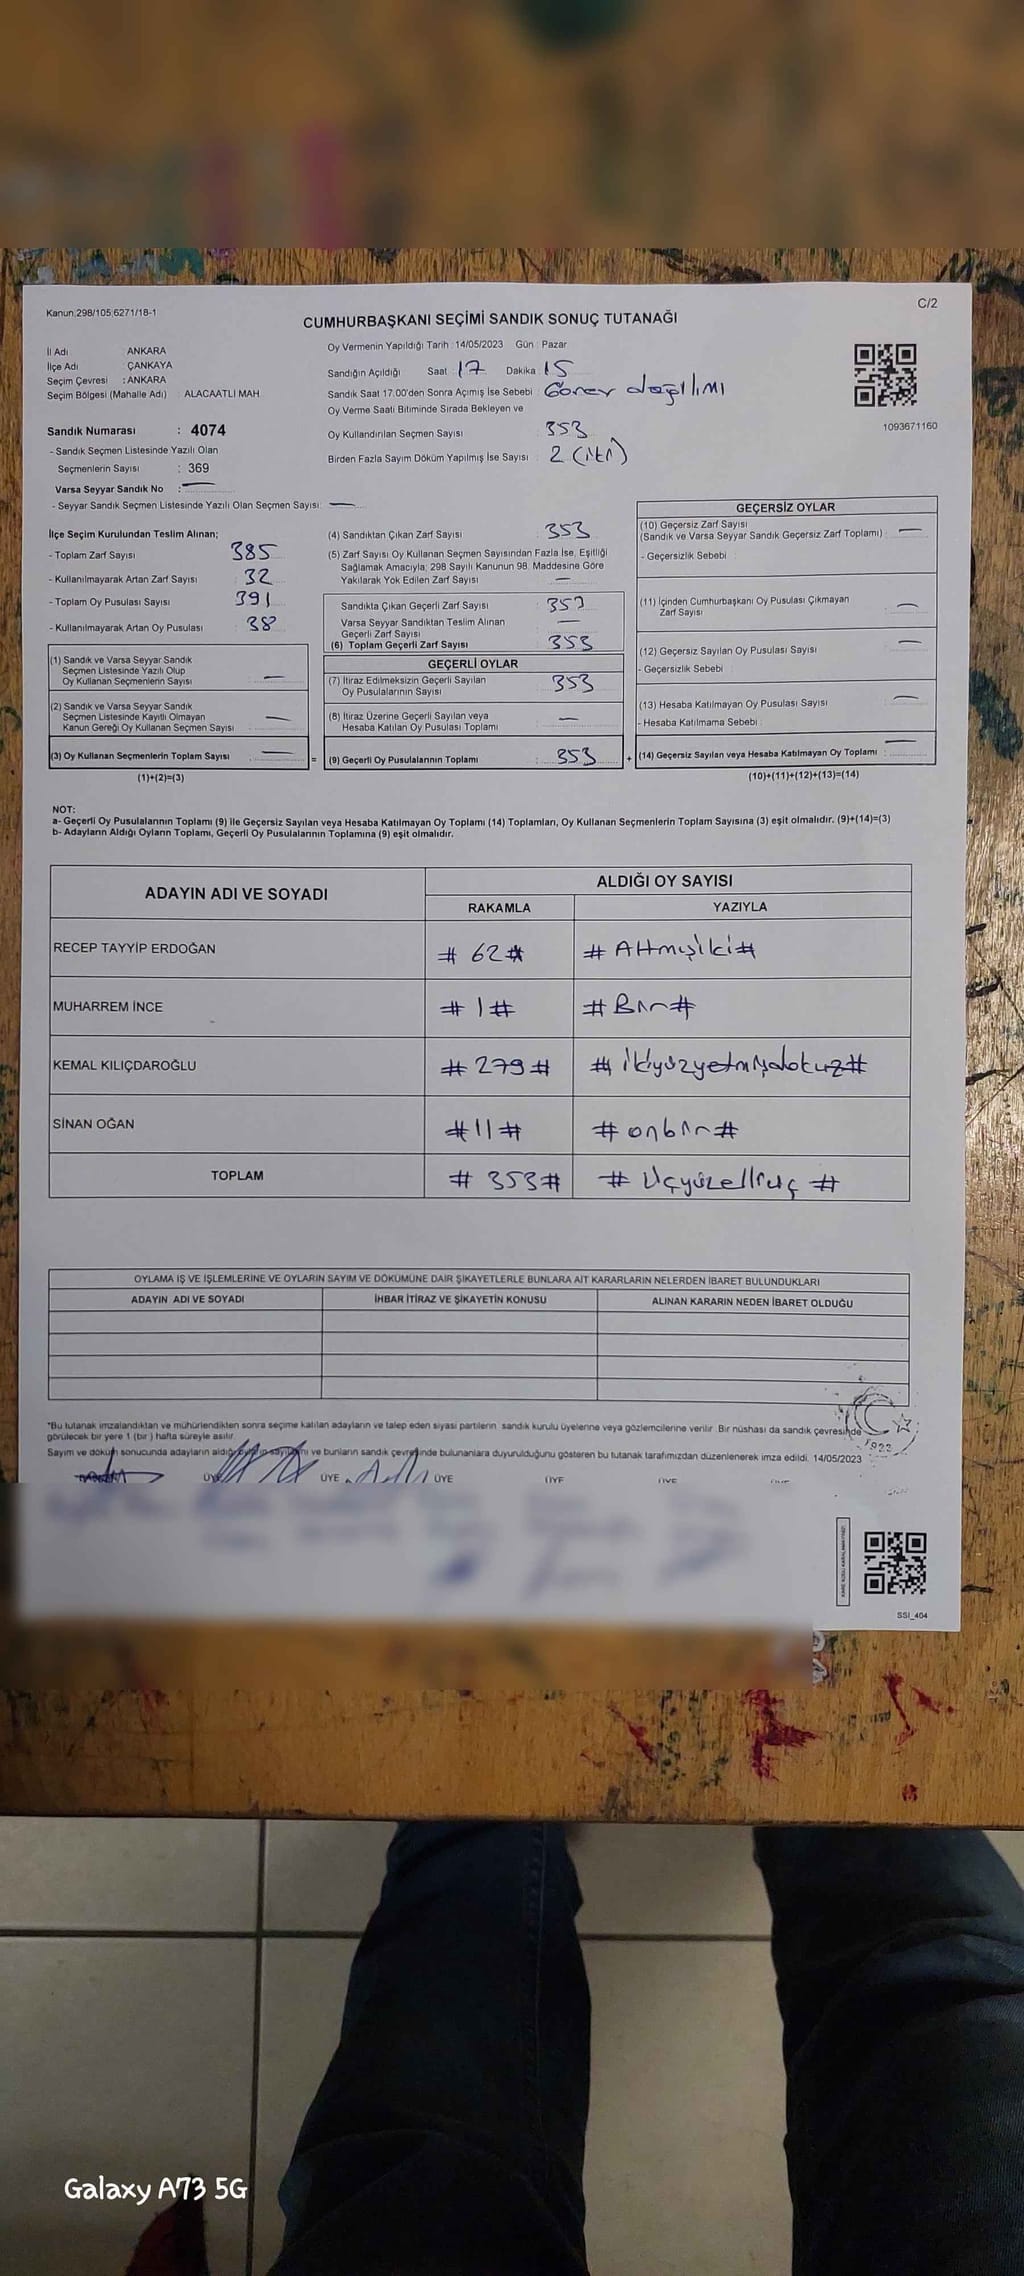 Kanun:298/105;6271/18-1
C/2
CUMHURBAŞKANI SEÇİMİ SANDIK SONUÇ TUTANAĞI
İl Adı ANKARA
İlçe Adı ÇANKAYA
Seçim Çevresi : ANKARA
Seçim Bölgesi (Mahalle Adı) : ALACAATLI MAH
Oy Vermenin Yapıldığı Tarih : 14/05/2023 Gün : Pazar
Sandığın Açıldığı Saat : 17 Dakika : 15
Sandık Saat 17.00'den Sonra Açımış İse Sebebi : Görev dağılımı
Oy Verme Saati Bitiminde Sırada Bekleyen ve
Oy Kullandırılan Seçmen Sayısı : 353
Birden Fazla Sayım Döküm Yapılmış İse Sayısı : 2 (iki)
1093671160
Sandık Numarası : 4074
- Sandık Seçmen Listesinde Yazılı Olan
Seçmenlerin Sayısı : 369
Varsa Seyyar Sandık No : —
- Seyyar Sandık Seçmen Listesinde Yazılı Olan Seçmen Sayısı: —
İlçe Seçim Kurulundan Teslim Alınan;
- Toplam Zarf Sayısı : 385
- Kullanılmayarak Artan Zarf Sayısı : 32
- Toplam Oy Pusulası Sayısı : 391
- Kullanılmayarak Artan Oy Pusulası : 38
(1) Sandık ve Varsa Seyyar Sandık
Seçmen Listesinde Yazılı Olup
Oy Kullanan Seçmenlerin Sayısı : —
(2) Sandık ve Varsa Seyyar Sandık
Seçmen Listesinde Kayıtlı Olmayan
Kanun Gereği Oy Kullanan Seçmen Sayısı : —
(3) Oy Kullanan Seçmenlerin Toplam Sayısı : —
(1)+(2)=(3)
(4) Sandıktan Çıkan Zarf Sayısı : 353
(5) Zarf Sayısı Oy Kullanan Seçmen Sayısından Fazla İse, Eşitliği
Sağlamak Amacıyla; 298 Sayılı Kanunun 98. Maddesine Göre
Yakılarak Yok Edilen Zarf Sayısı : —
Sandıkta Çıkan Geçerli Zarf Sayısı : 353
Varsa Seyyar Sandıktan Teslim Alınan
Geçerli Zarf Sayısı : —
(6) Toplam Geçerli Zarf Sayısı : 353
GEÇERLİ OYLAR
(7) İtiraz Edilmeksizin Geçerli Sayılan
Oy Pusulalarının Sayısı : 353
(8) İtiraz Üzerine Geçerli Sayılan veya
Hesaba Katılan Oy Pusulası Toplamı : —
= (9) Geçerli Oy Pusulalarının Toplamı : 353 +
GEÇERSİZ OYLAR
(10) Geçersiz Zarf Sayısı
(Sandık ve Varsa Seyyar Sandık Geçersiz Zarf Toplamı) : —
- Geçersizlik Sebebi :
(11) İçinden Cumhurbaşkanı Oy Pusulası Çıkmayan
Zarf Sayısı : —
(12) Geçersiz Sayılan Oy Pusulası Sayısı : —
- Geçersizlik Sebebi :
(13) Hesaba Katılmayan Oy Pusulası Sayısı : —
- Hesaba Katılmama Sebebi :
(14) Geçersiz Sayılan veya Hesaba Katılmayan Oy Toplamı : —
(10)+(11)+(12)+(13)=(14)
NOT:
a- Geçerli Oy Pusulalarının Toplamı (9) ile Geçersiz Sayılan veya Hesaba Katılmayan Oy Toplamı (14) Toplamları, Oy Kullanan Seçmenlerin Toplam Sayısına (3) eşit olmalıdır. (9)+(14)=(3)
b- Adayların Aldığı Oyların Toplamı, Geçerli Oy Pusulalarının Toplamına (9) eşit olmalıdır.
ADAYIN ADI VE SOYADI ALDIĞI OY SAYISI
RAKAMLA YAZIYLA
RECEP TAYYİP ERDOĞAN # 62 # # Altmışiki #
MUHARREM İNCE # 1 # # Bir #
KEMAL KILIÇDAROĞLU # 279 # # ikiyüzyetmişdokuz #
SİNAN OĞAN # 11 # # onbir #
TOPLAM # 353 # # Üçyüzelliüç #
OYLAMA İŞ VE İŞLEMLERİNE VE OYLARIN SAYIM VE DÖKÜMÜNE DAİR ŞİKAYETLERLE BUNLARA AİT KARARLARIN NELERDEN İBARET BULUNDUKLARI
ADAYIN ADI VE SOYADI İHBAR İTİRAZ VE ŞİKAYETİN KONUSU ALINAN KARARIN NEDEN İBARET OLDUĞU
*Bu tutanak imzalandıktan ve mühürlendikten sonra seçime katılan adayların ve talep eden siyasi partilerin sandık kurulu üyelerine veya gözlemcilerine verilir. Bir nüshası da sandık çevresinde
görülecek bir yere 1 (bir) hafta süreyle asılır.
Sayım ve döküm sonucunda adayların aldığı oyların sayılarını ve bunların sandık çevresinde bulunanlara duyurulduğunu gösteren bu tutanak tarafımızdan düzenlenerek imza edildi. 14/05/2023
1923
ÜYE ÜYE ÜYE ÜYE ÜYE
SSI_404
Galaxy A73 5G